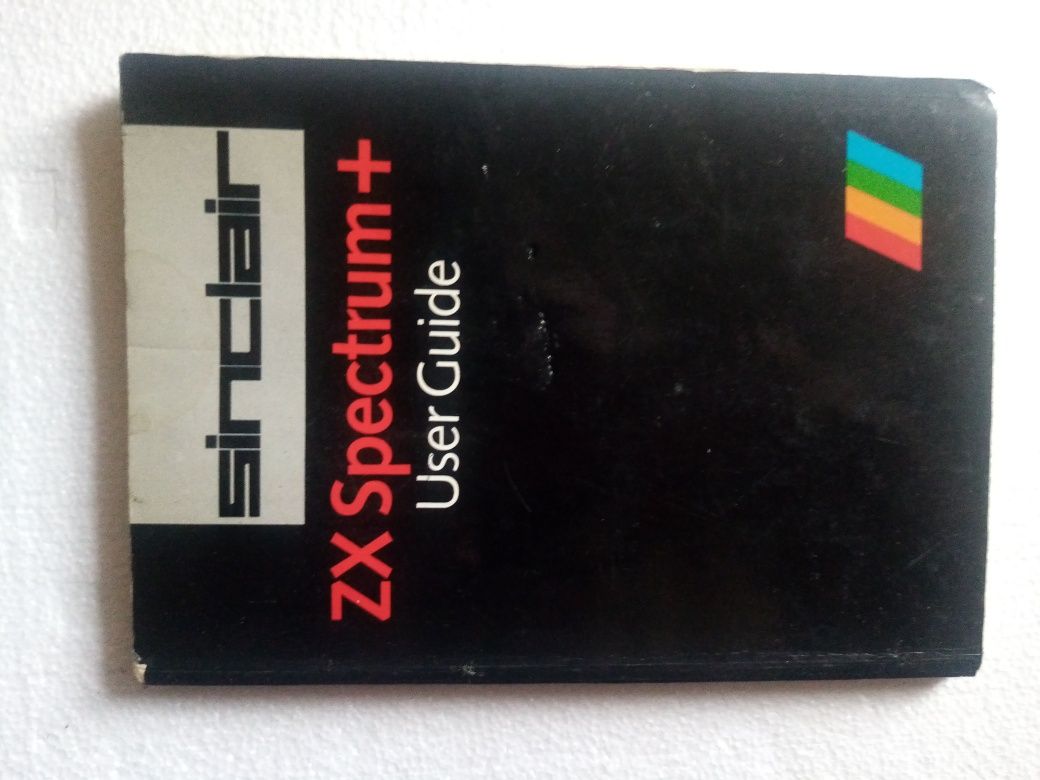 sinclair
ZX Spectrum+
User Guide